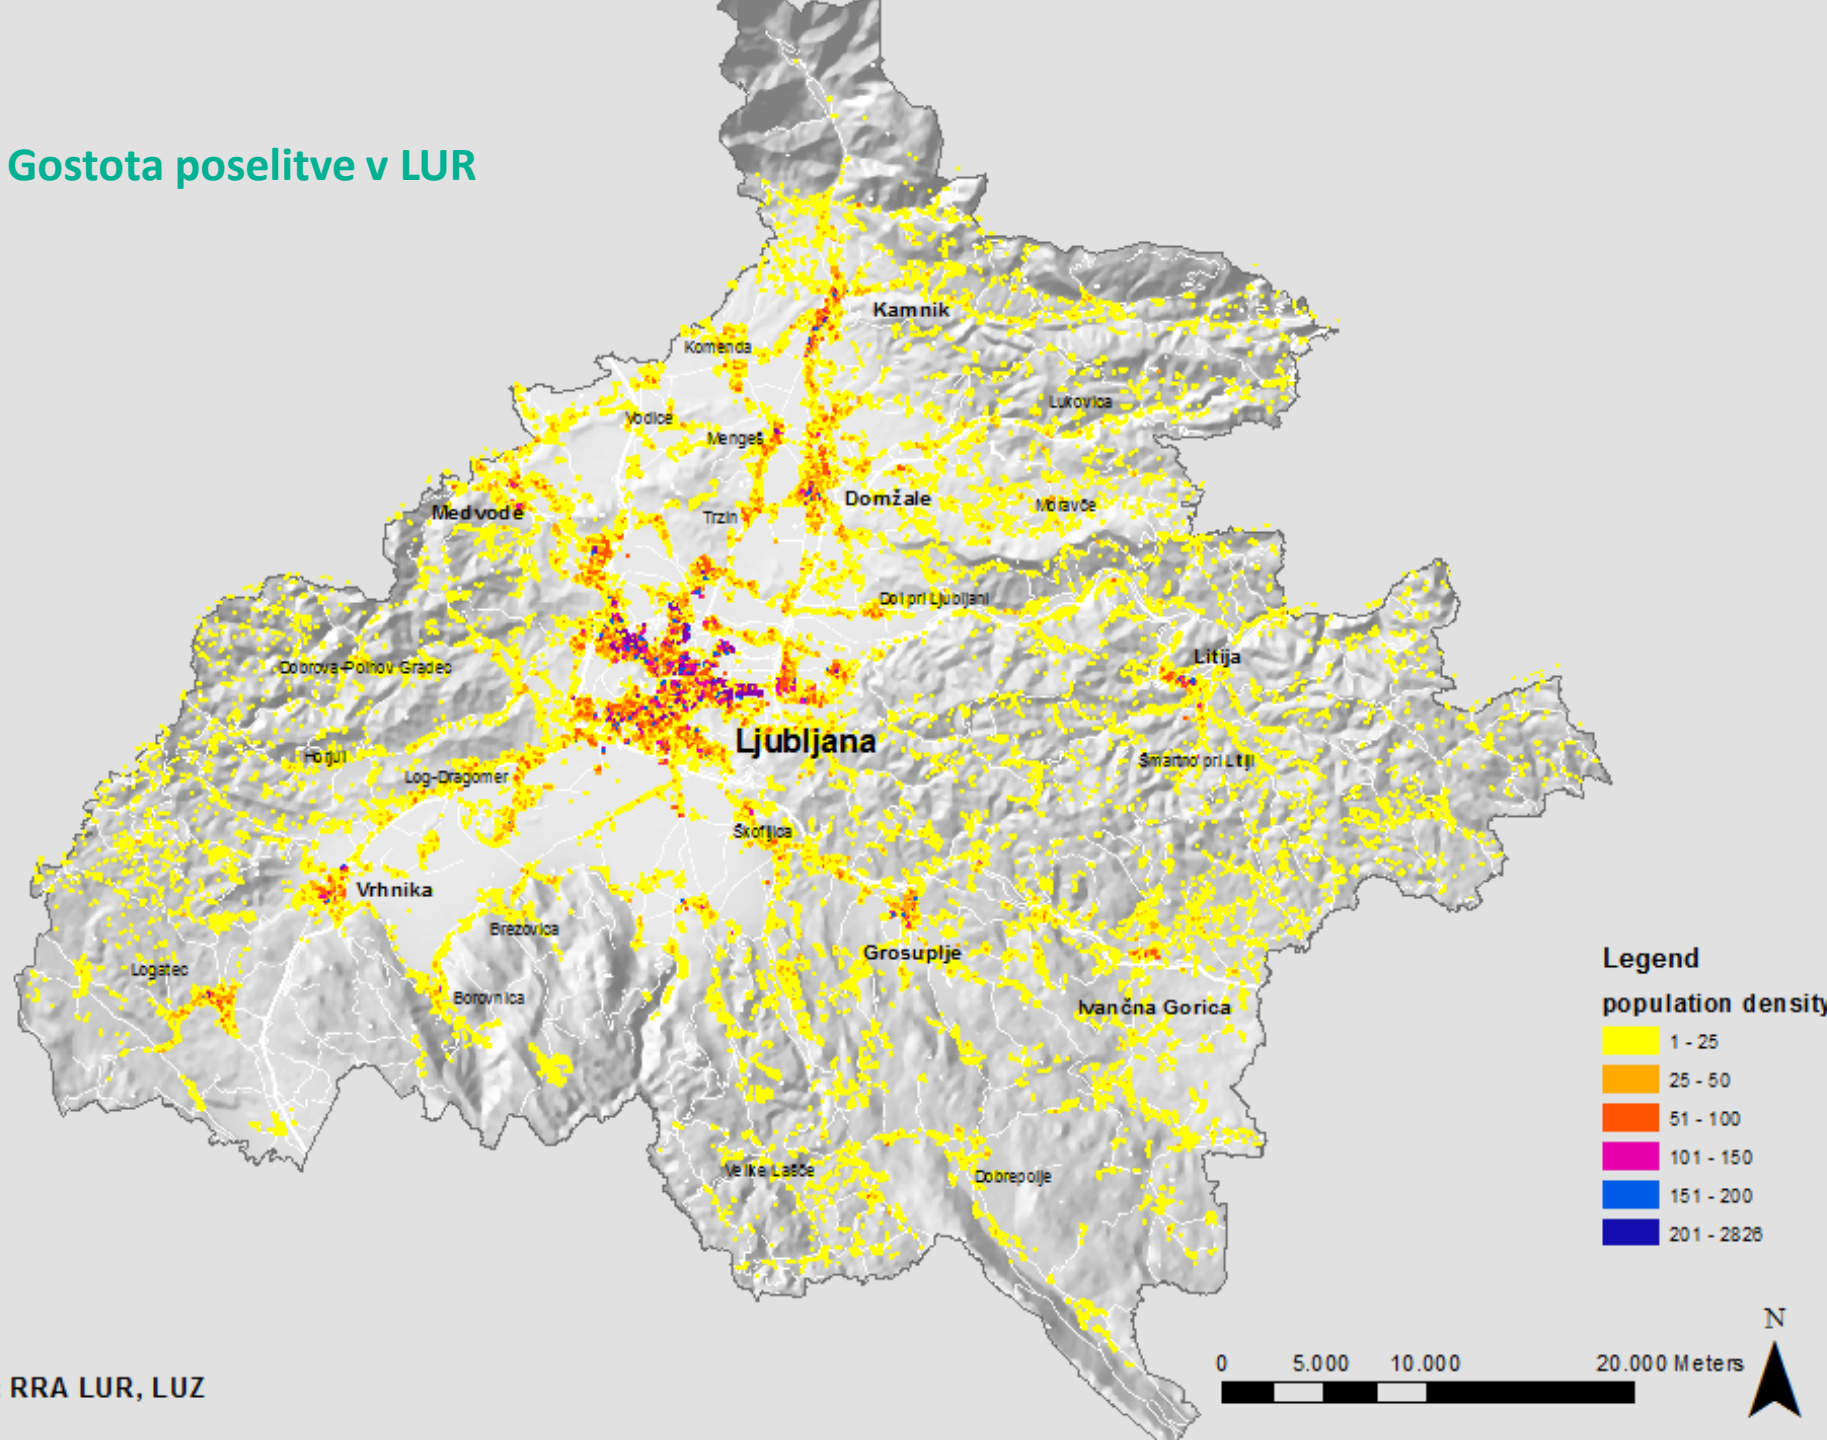 Gostota poselitve v LUR
Kamnik
Komenda
Lukovica
Vodice
Mengeš
Domžale
Moravče
Medvode
Trzin
Dol pri Ljubljani
Litija
Dobrova-Polhov Gradec
Ljubljana
Horjul
Šmartno pri Litiji
Log-Dragomer
Škofljica
Vrhnika
Brezovica
Grosuplje
Logatec
Borovnica
Ivančna Gorica
Velike Lašče
Dobrepolje
Legend
population density
1 - 25
25 - 50
51 - 100
101 - 150
151 - 200
201 - 2826
N
0 5.000 10.000 20.000 Meters
RRA LUR, LUZ